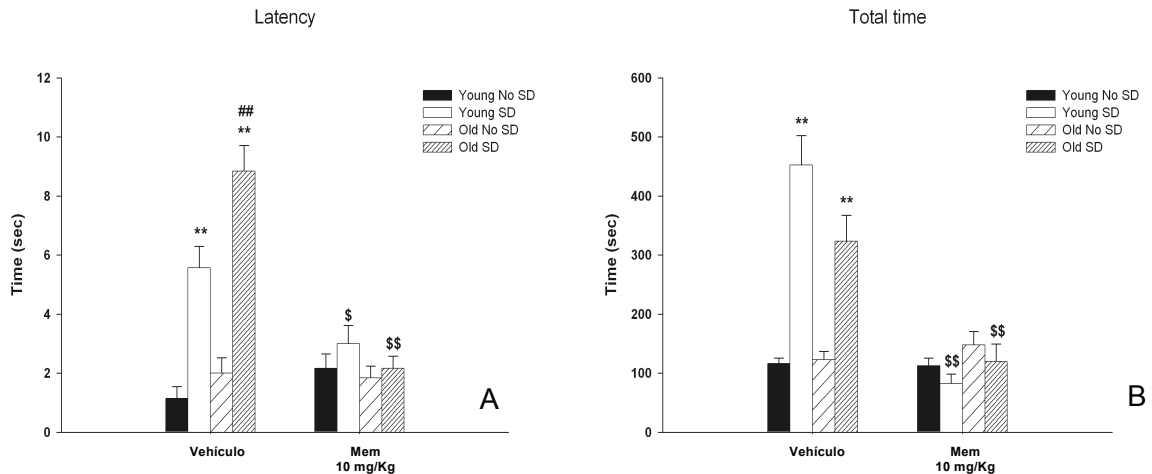 Latency
Time (sec)
12
10
8
6
4
2
0
##
**
**
$
$$
Young No SD
Young SD
Old No SD
Old SD
Vehículo
Mem
10 mg/Kg
A
Total time
Time (sec)
600
500
400
300
200
100
0
**
**
$$
$$
Young No SD
Young SD
Old No SD
Old SD
Vehículo
Mem
10 mg/Kg
B